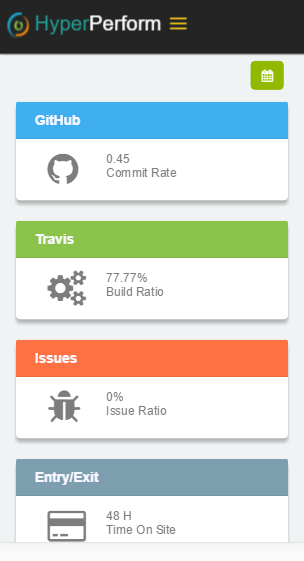 HyperPerform
GitHub
0.45
Commit Rate
Travis
77.77%
Build Ratio
Issues
0%
Issue Ratio
Entry/Exit
48 H
Time On Site